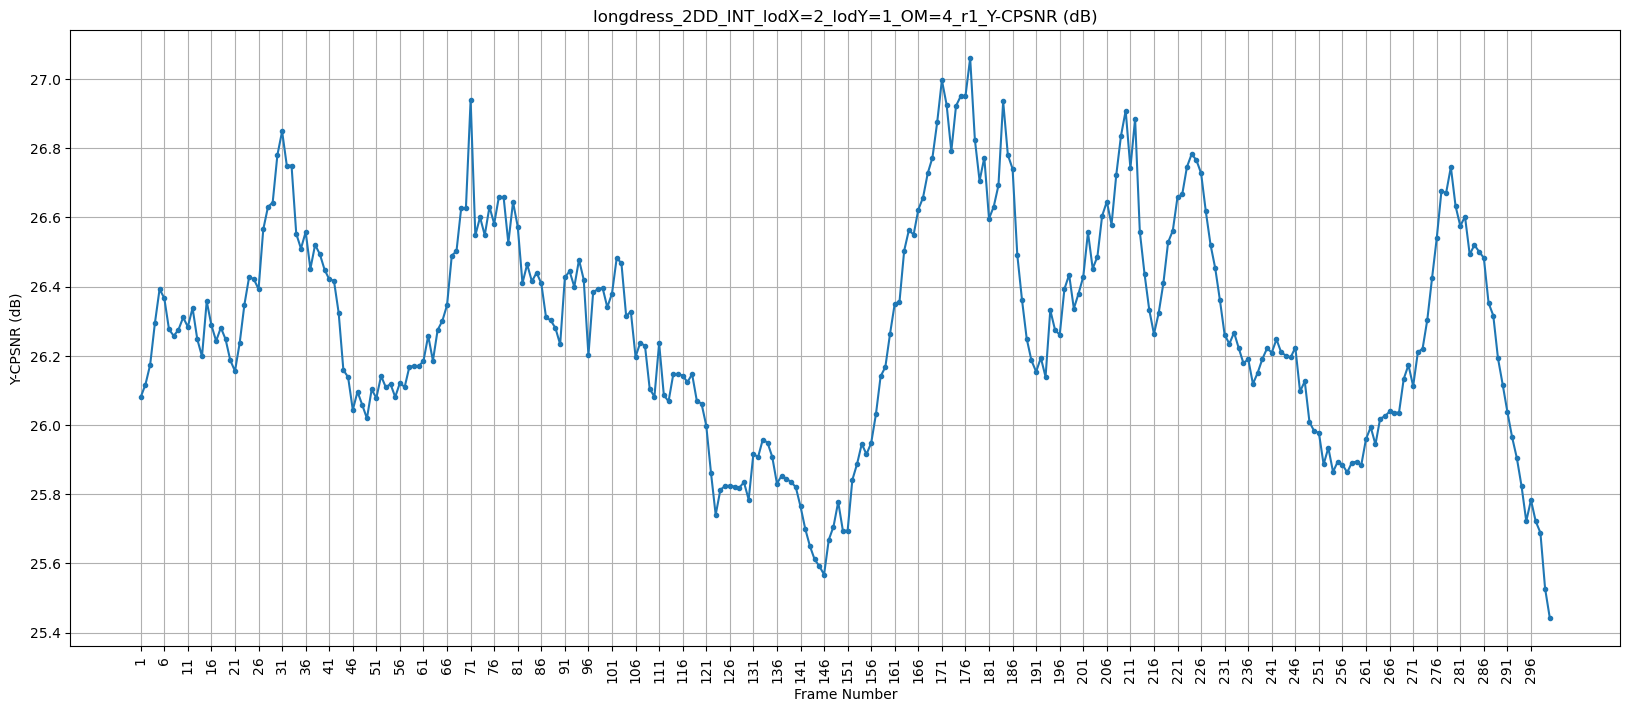 longdress_2DD_INT_lodX=2_lodY=1_OM=4_r1_Y-CPSNR (dB)
Y-CPSNR (dB)
27.0
26.8
26.6
26.4
26.2
26.0
25.8
25.6
25.4
1 6 11 16 21 26 31 36 41 46 51 56 61 66 71 76 81 86 91 96 101 106 111 116 121 126 131 136 141 146 151 156 161 166 171 176 181 186 191 196 201 206 211 216 221 226 231 236 241 246 251 256 261 266 271 276 281 286 291 296
Frame Number